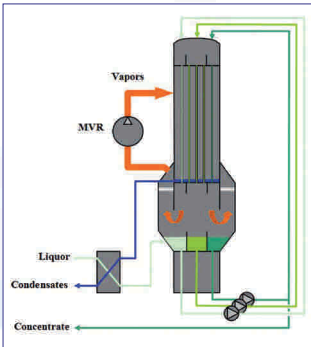 Vapors
MVR
Liquor
Condensates
Concentrate